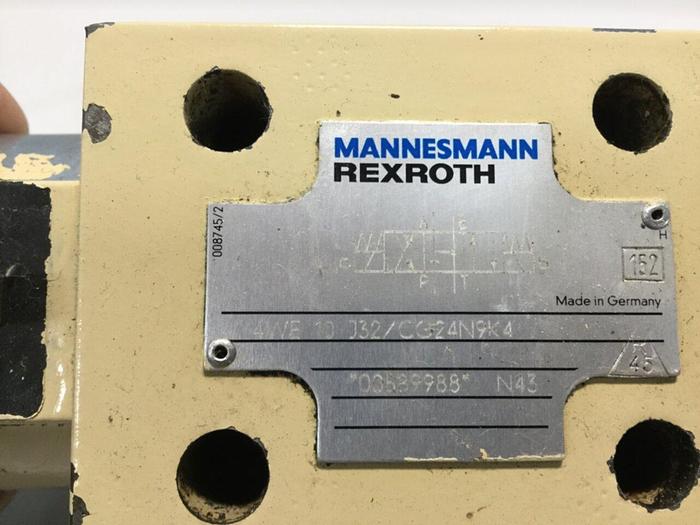 MANNESMANN
REXROTH
008745/2
A B
P T
H
152
Made in Germany
4WE 10 J32/CG24N9K4
45
"00589988" N43